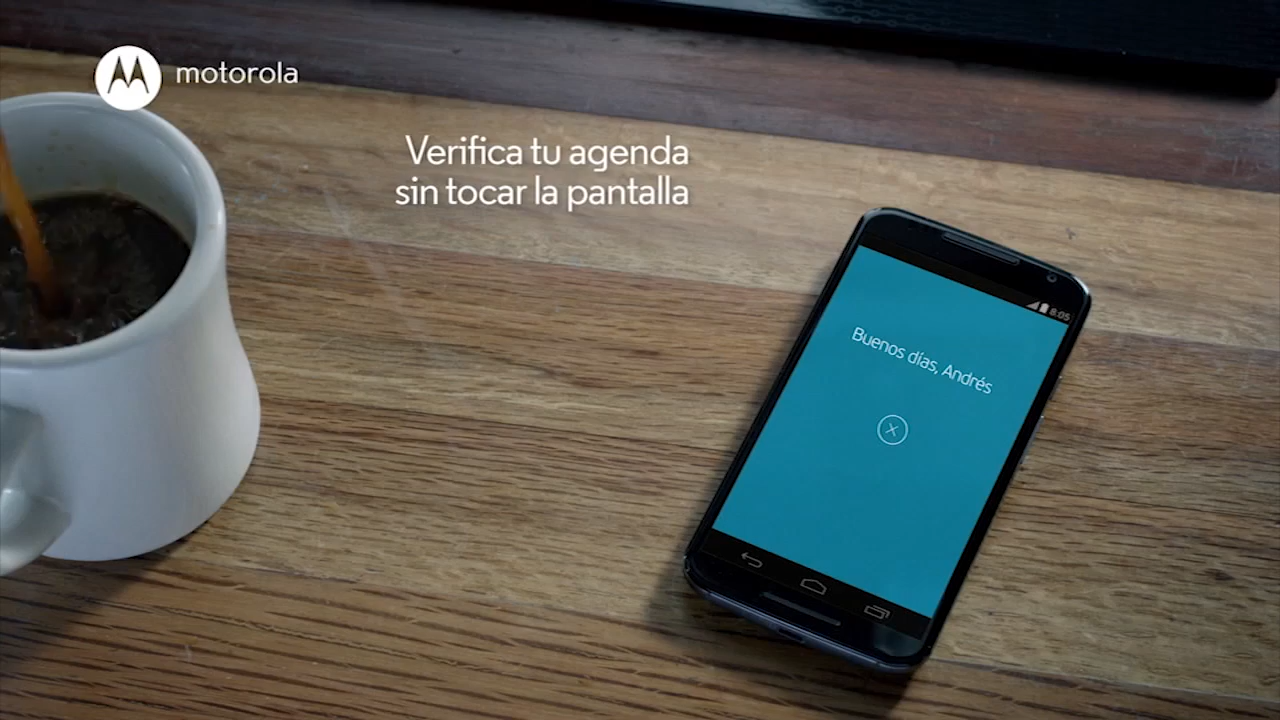 motorola
Verifica tu agenda
sin tocar la pantalla
8:05
Buenos días, Andrés